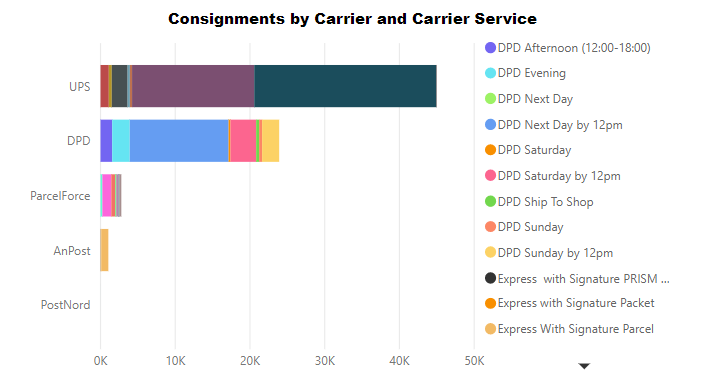 Consignments by Carrier and Carrier Service
UPS
DPD
ParcelForce
AnPost
PostNord
0K 10K 20K 30K 40K 50K
DPD Afternoon (12:00-18:00)
DPD Evening
DPD Next Day
DPD Next Day by 12pm
DPD Saturday
DPD Saturday by 12pm
DPD Ship To Shop
DPD Sunday
DPD Sunday by 12pm
Express  with Signature PRISM ...
Express with Signature Packet
Express With Signature Parcel